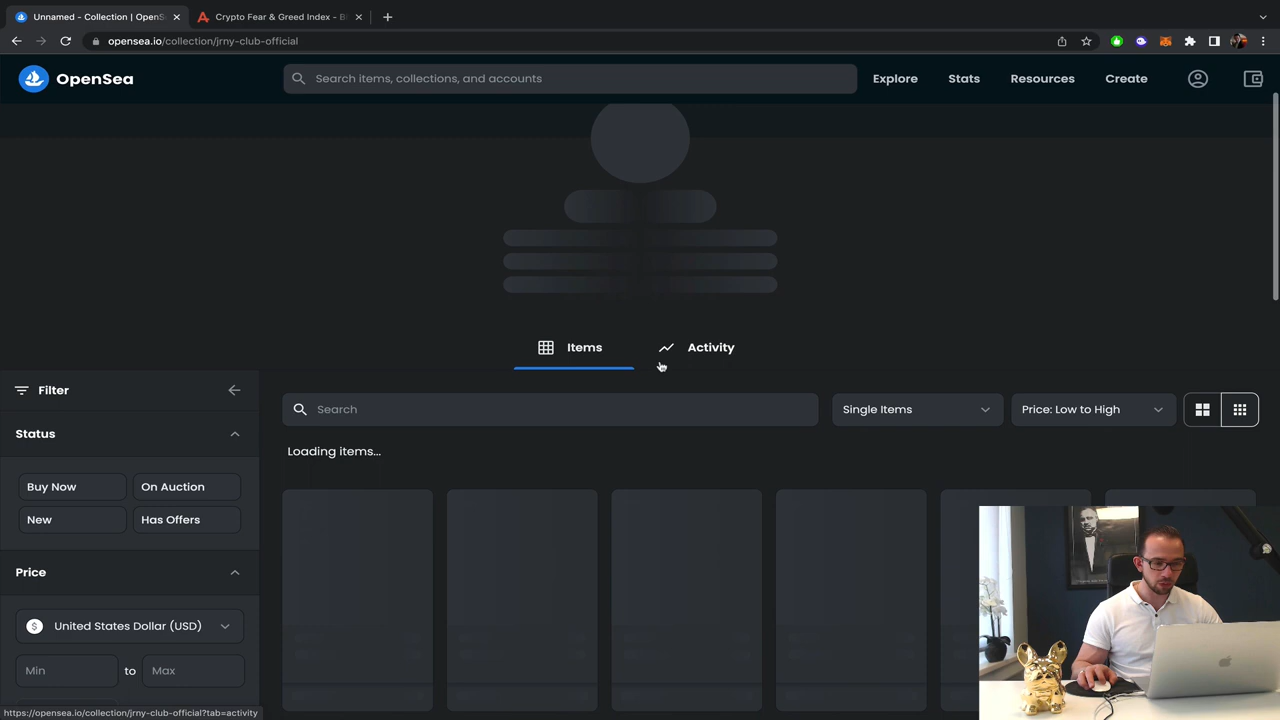 Unnamed - Collection | OpenS
Crypto Fear & Greed Index - Bi
opensea.io/collection/jrny-club-official
OpenSea
Search items, collections, and accounts
Explore
Stats
Resources
Create
Items
Activity
Filter
Search
Single Items
Price: Low to High
Status
Loading items...
Buy Now
On Auction
New
Has Offers
Price
United States Dollar (USD)
Min
to
Max
https://opensea.io/collection/jrny-club-official?tab=activity